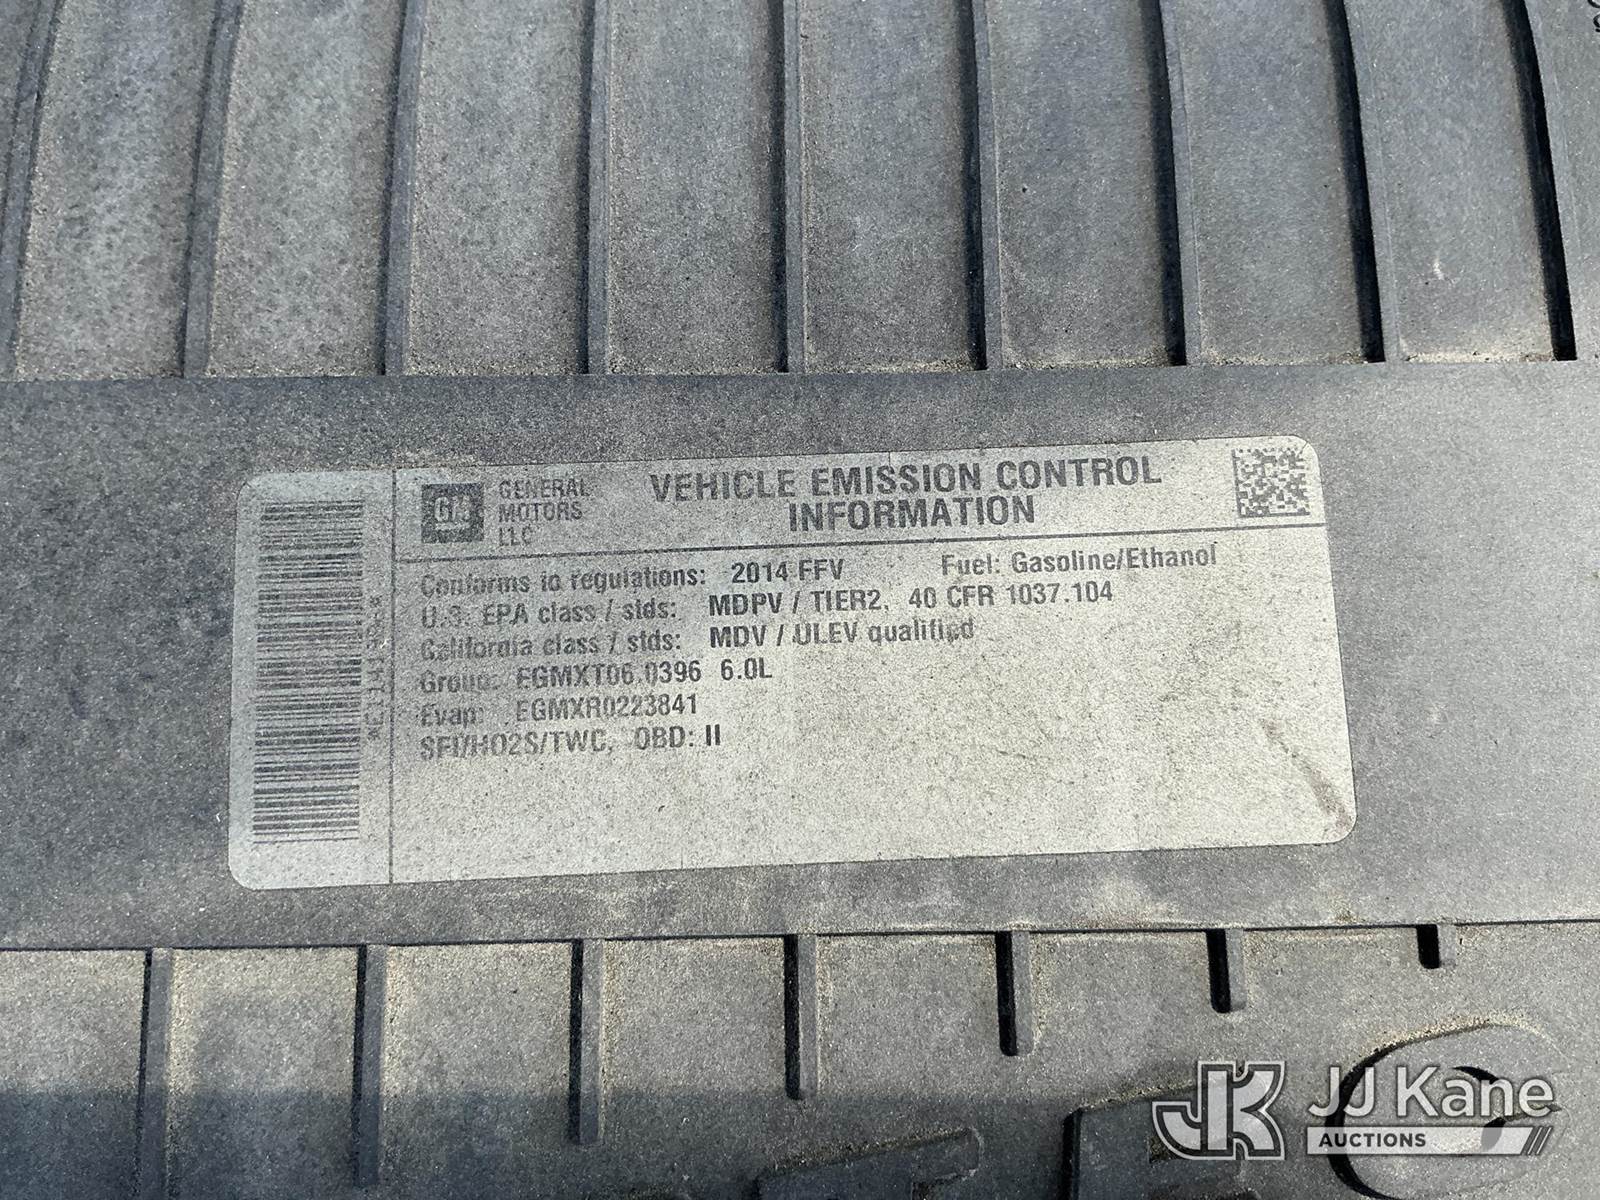 GM
GENERAL
MOTORS
LLC
VEHICLE EMISSION CONTROL
INFORMATION
Conforms to regulations: 2014 FFV Fuel: Gasoline/Ethanol
U.S. EPA class / stds: MDPV / TIER2, 40 CFR 1037.104
California class / stds: MDV / ULEV qualified
Group: EGMXT06.0396 6.0L
Evap: EGMXR0223841
SFI/HO2S/TWC, OBD: II
JK
JJ Kane
AUCTIONS